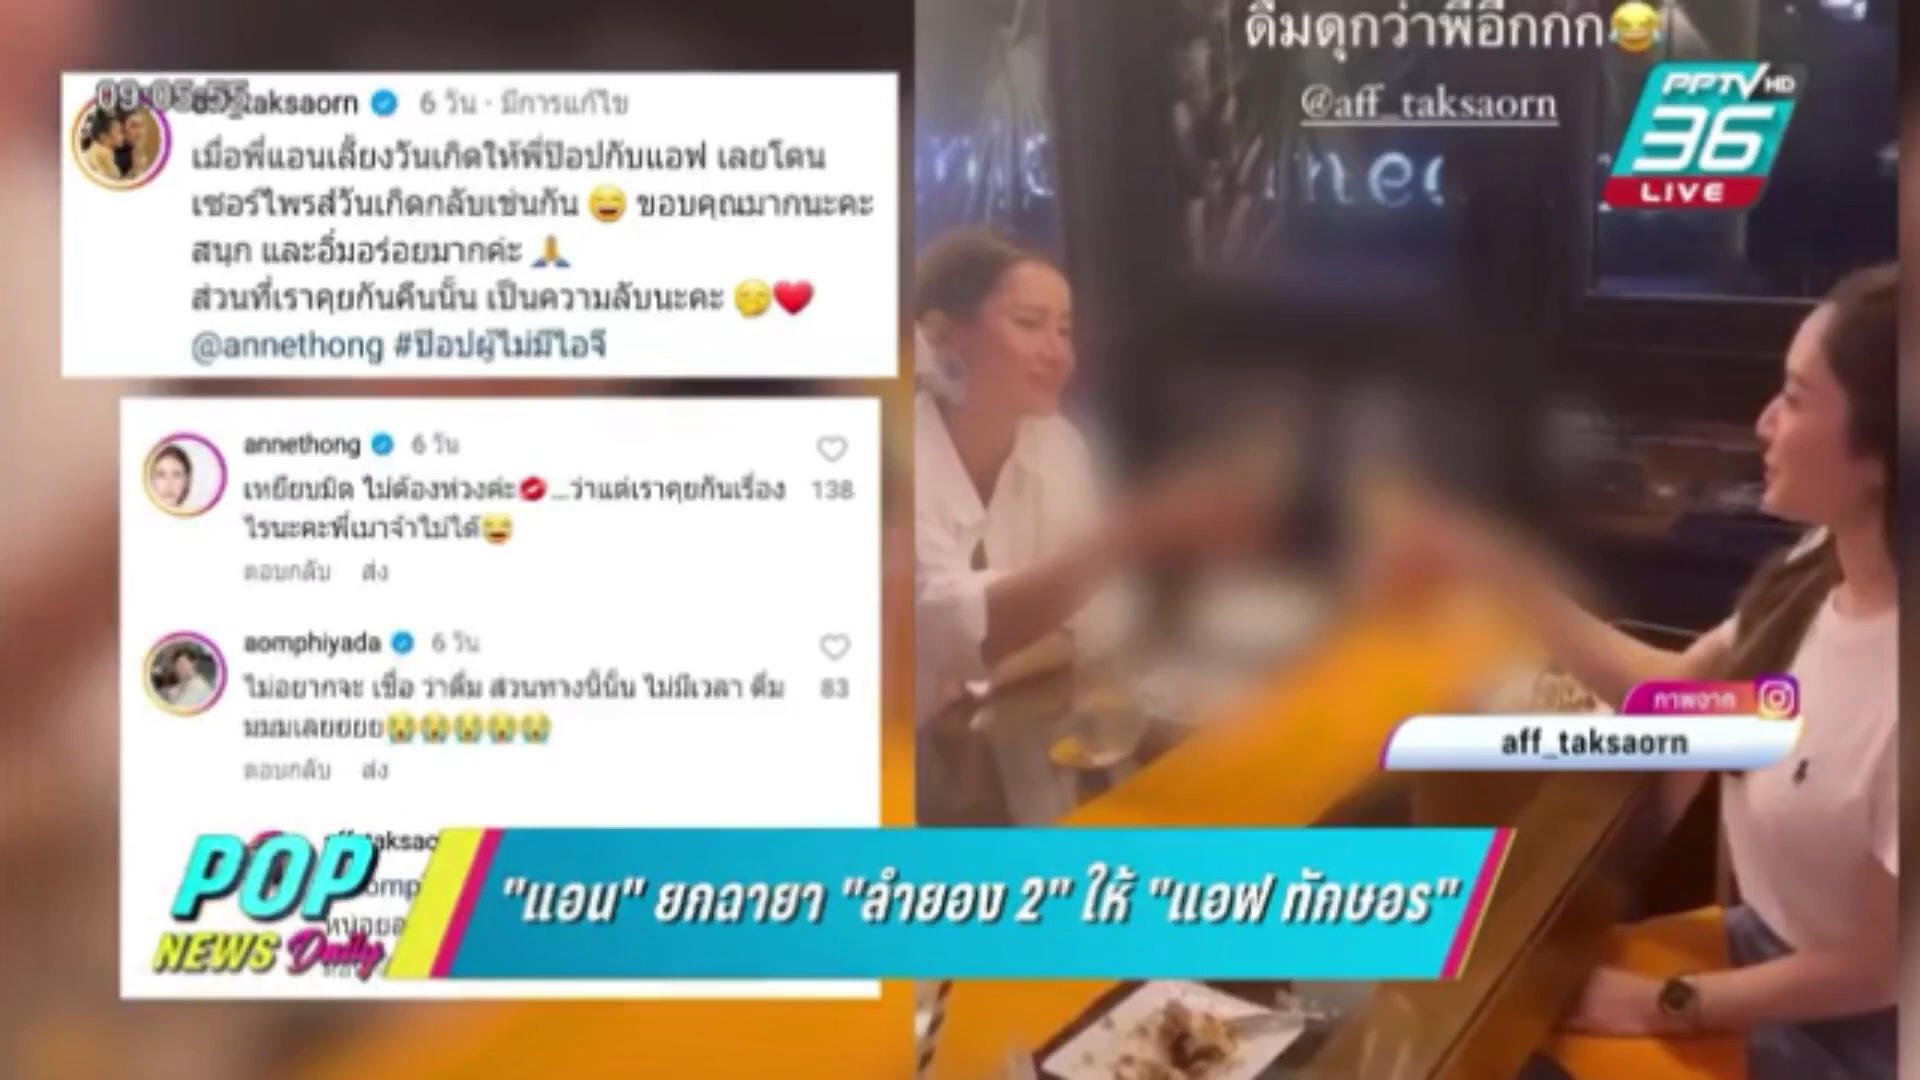 ดื่มดุกว่าพี่อีกกก😂
@aff_taksaorn
PPTV HD
36
LIVE
09:05:55
taksaorn 6 วัน · มีการแก้ไข
เมื่อพี่แอนเลี้ยงวันเกิดให้พี่ป๊อปกับแอฟ เลยโดน
เซอร์ไพรส์วันเกิดกลับเช่นกัน 😄 ขอบคุณมากนะคะ
สนุก และอิ่มอร่อยมากค่ะ 🙏
ส่วนที่เราคุยกันคืนนั้น เป็นความลับนะคะ 🤭❤️
@annethong #ป๊อปผู้ไม่มีไอจี
annethong 6 วัน
เหยียบมิด ไม่ต้องห่วงค่ะ💋...ว่าแต่เราคุยกันเรื่อง
ไรนะคะพี่เมาจำไม่ได้😂
138
ตอบกลับ ส่ง
aomphiyada 6 วัน
ไม่อยากจะ เชื่อ ว่าดื่ม ส่วนทางนี้นั้น ไม่มีเวลา ดื่ม
มมมเลยยยย😭😭😭😭😭
83
ตอบกลับ ส่ง
ภาพจาก
aff_taksaorn
POP
NEWS Daily
"แอน" ยกฉายา "ลำยอง 2" ให้ "แอฟ ทักษอร"